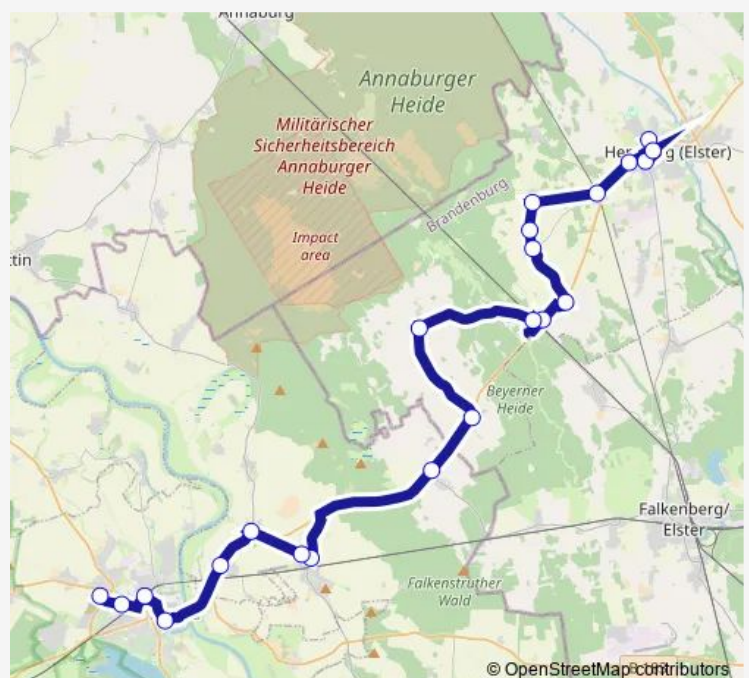 Annaburg
Annaburger
Heide
Militärischer
Sicherheitsbereich
Annaburger
Heide
Impact
area
Brandenburg
(Elster)
Beyerner
Heide
Falkenberg/
Elster
Falkenstruther
Wald
© OpenStreetMap contributors